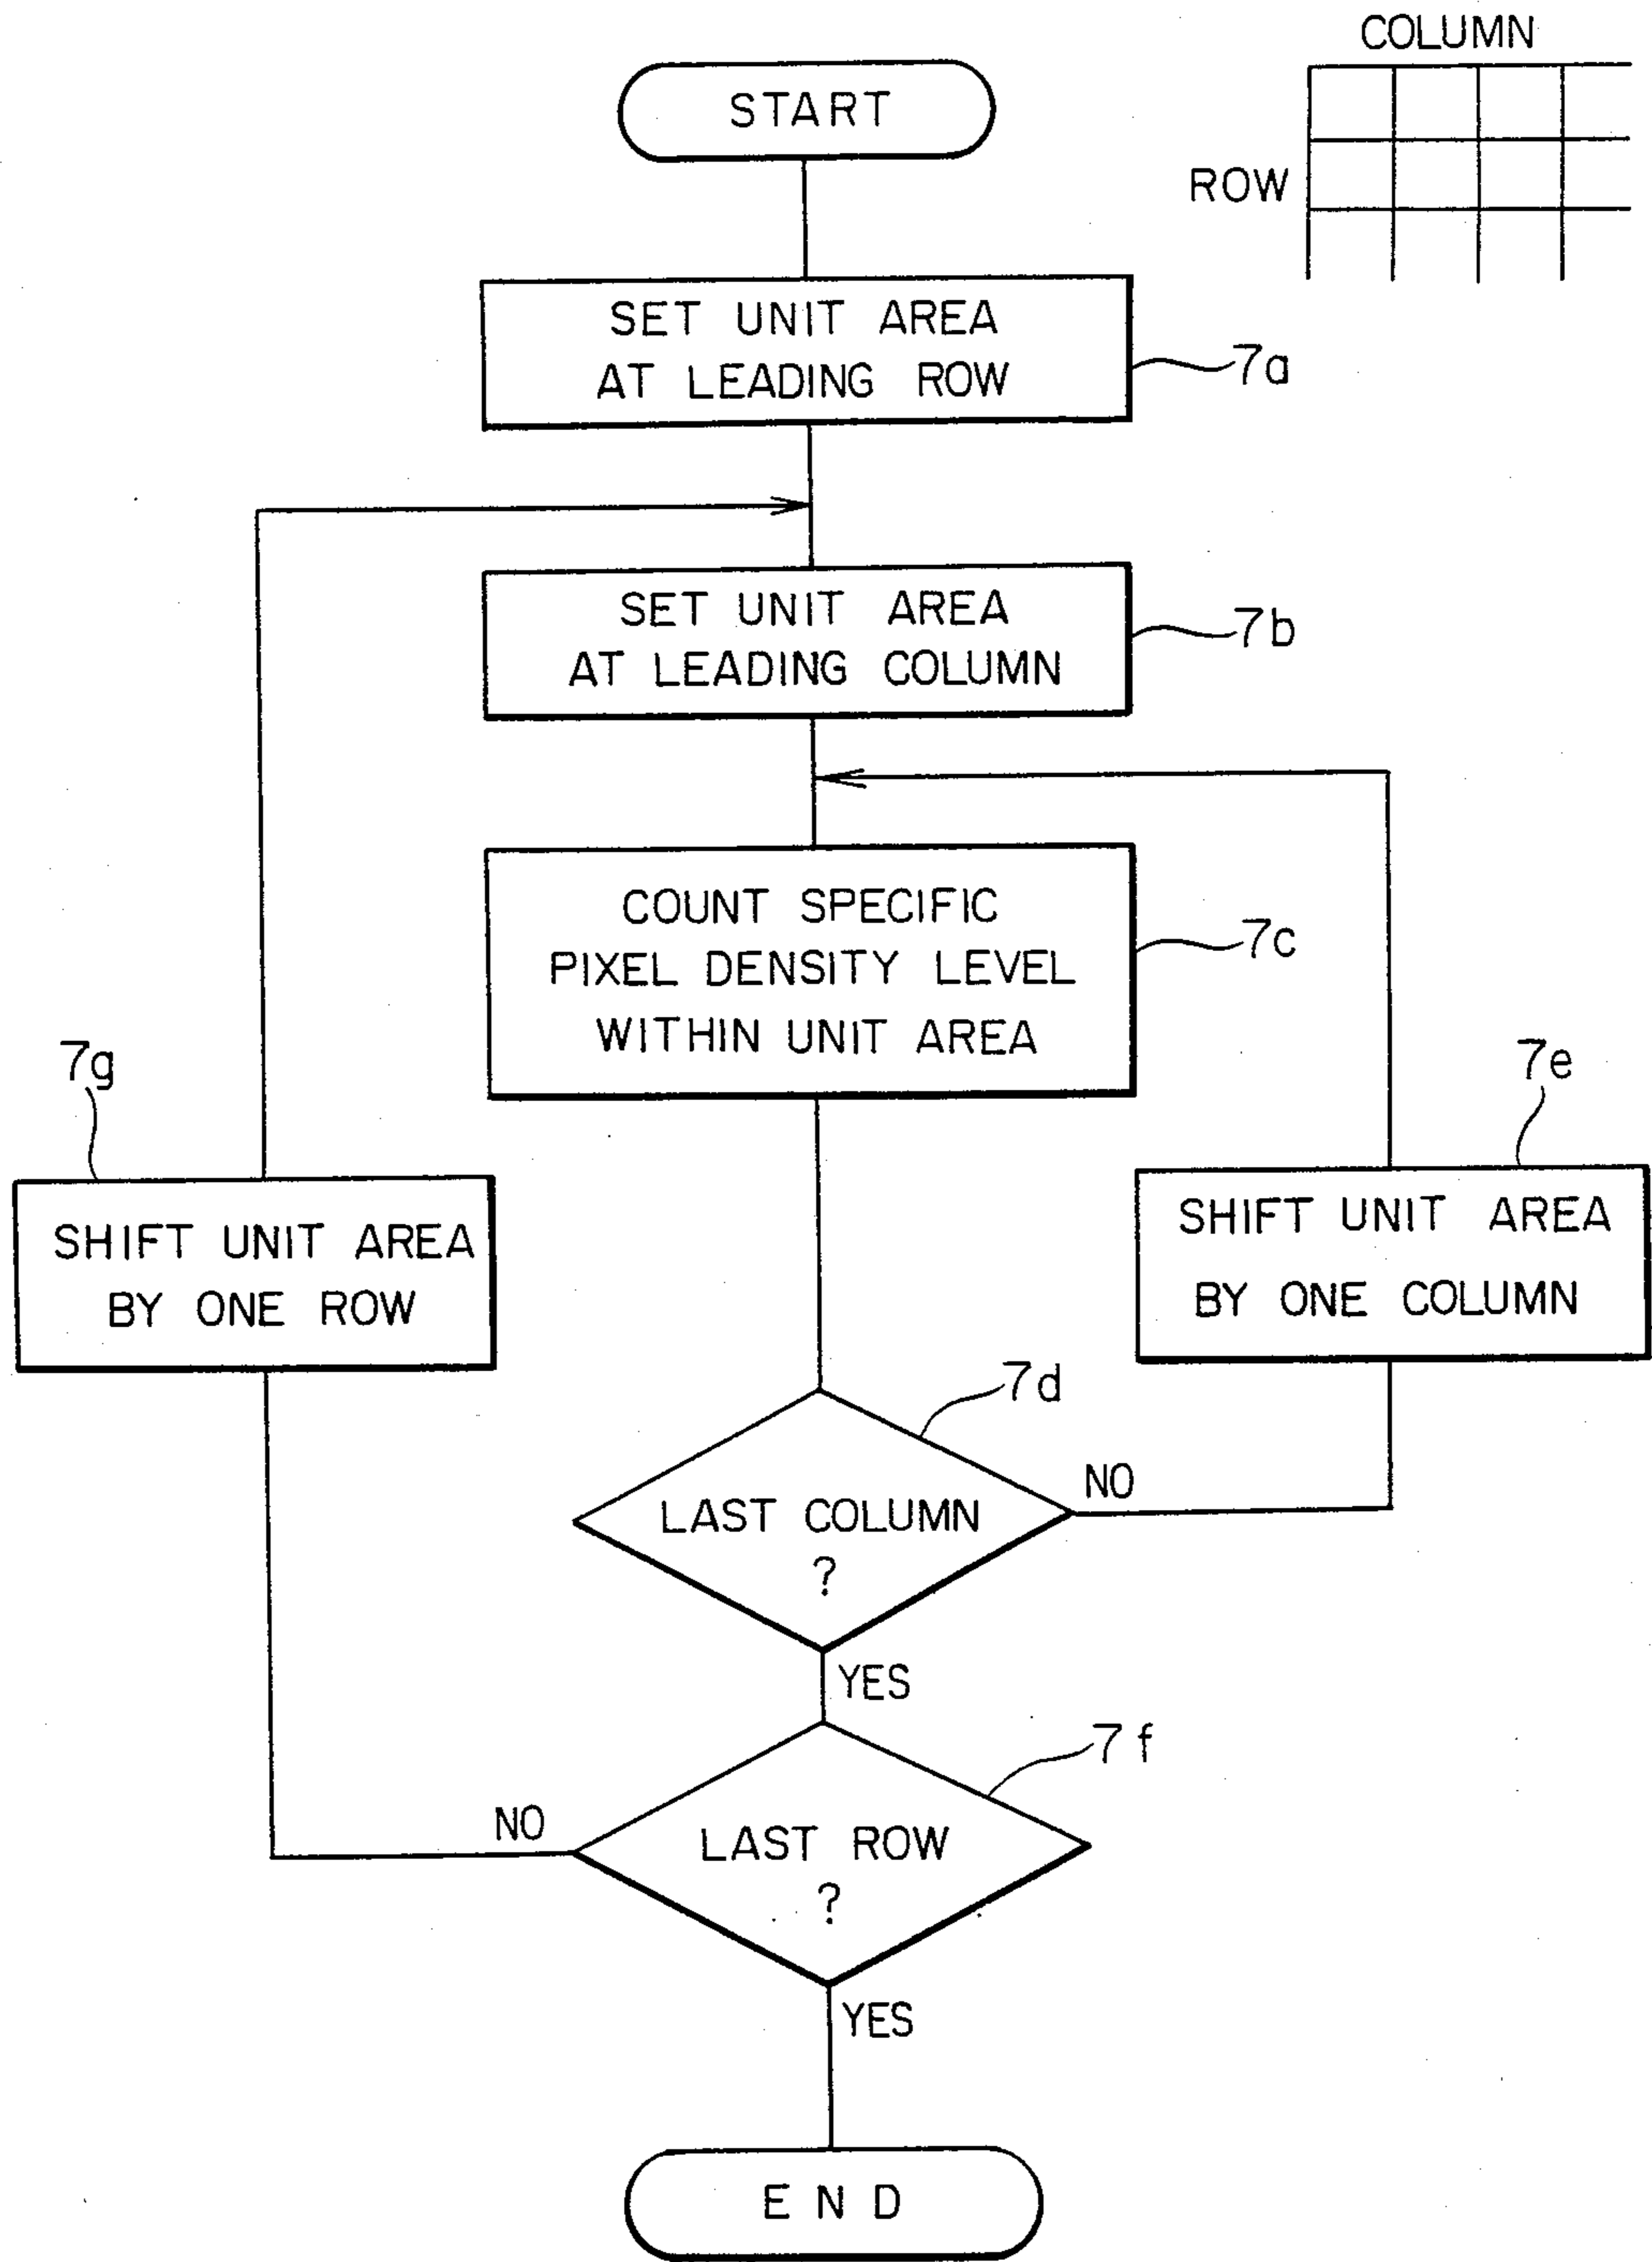 COLUMN
START
ROW
SET UNIT AREA
AT LEADING ROW
7a
SET UNIT AREA
AT LEADING COLUMN
7b
COUNT SPECIFIC
PIXEL DENSITY LEVEL
WITHIN UNIT AREA
7c
7g
7e
SHIFT UNIT AREA
BY ONE ROW
SHIFT UNIT AREA
BY ONE COLUMN
7d
LAST COLUMN
?
NO
YES
7f
LAST ROW
?
NO
YES
END